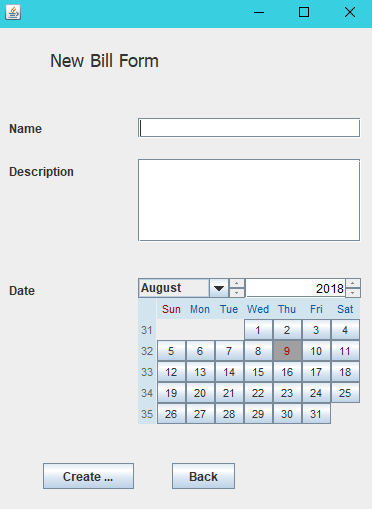 New Bill Form
Name
Description
Date
August 2018
Sun Mon Tue Wed Thu Fri Sat
31 1 2 3 4
32 5 6 7 8 9 10 11
33 12 13 14 15 16 17 18
34 19 20 21 22 23 24 25
35 26 27 28 29 30 31
Create ... Back